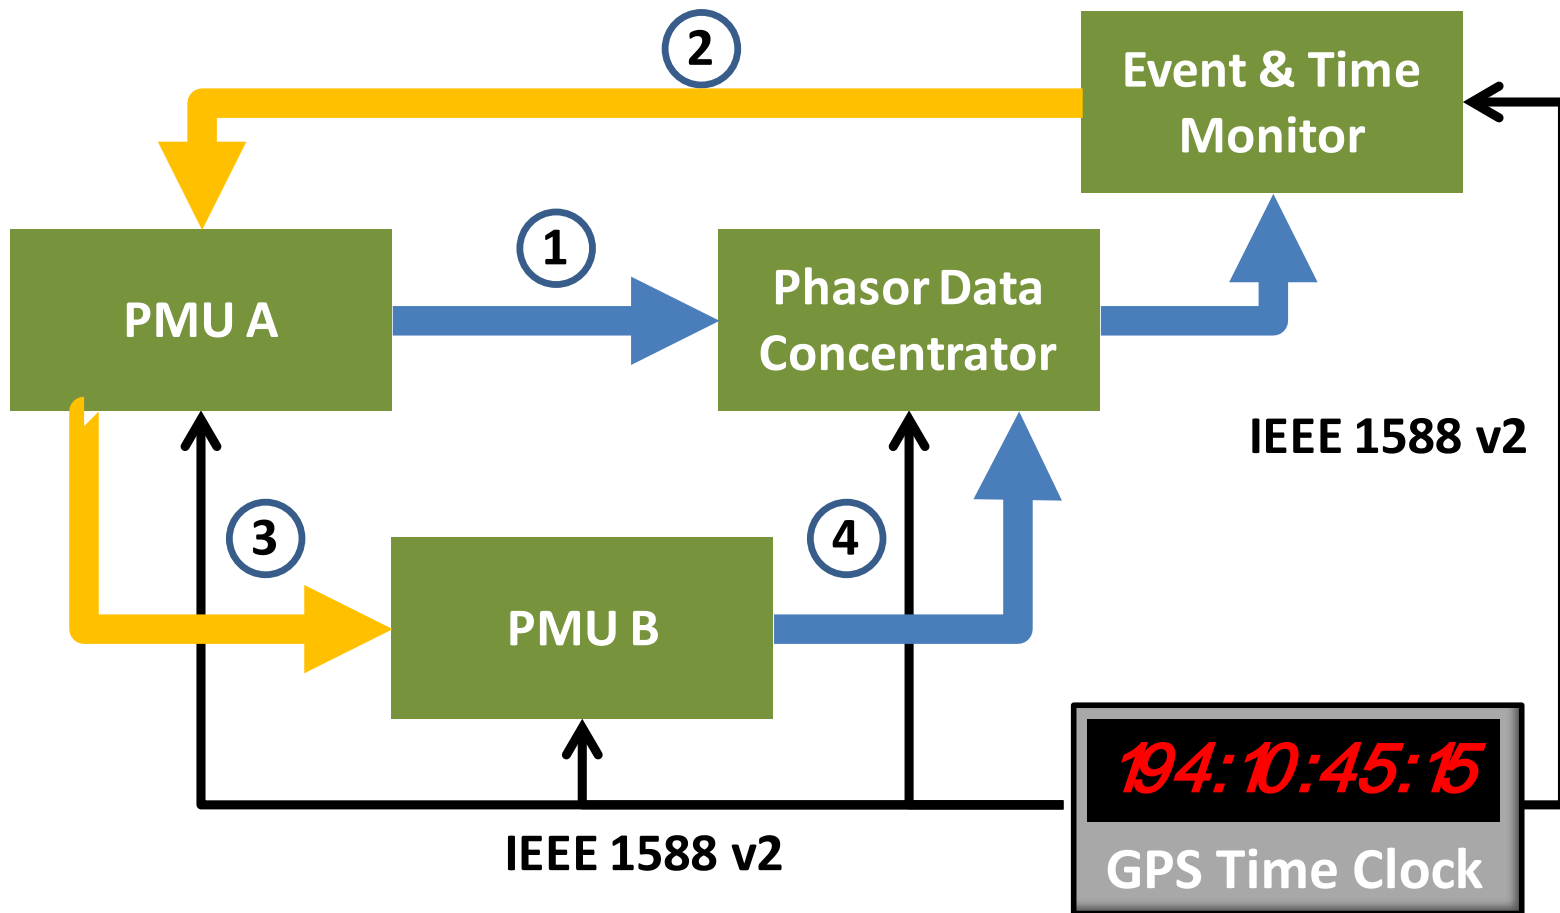 2
Event & Time
Monitor
1
PMU A
Phasor Data
Concentrator
IEEE 1588 v2
3
4
PMU B
194:10:45:15
IEEE 1588 v2
GPS Time Clock